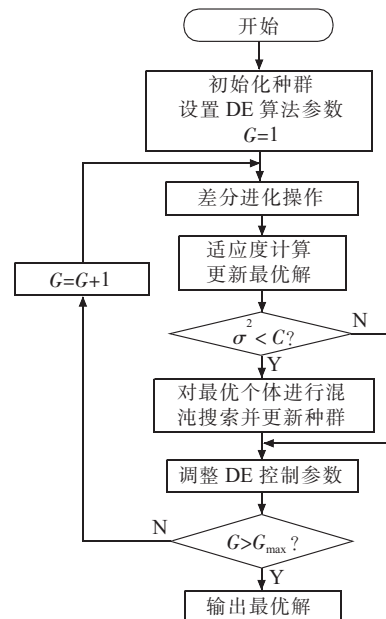 开始
初始化种群
设置 DE 算法参数
G=1
差分进化操作
适应度计算
更新最优解
G=G+1
σ² < C?
N
Y
对最优个体进行混
沌搜索并更新种群
调整 DE 控制参数
N
G>Gmax?
Y
输出最优解